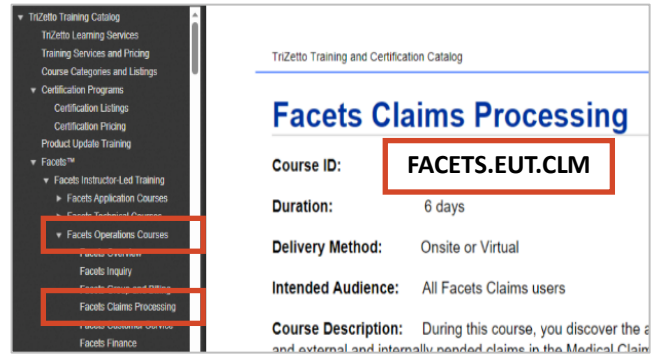 TriZetto Training Catalog
TriZetto Learning Services
Training Services and Pricing
Course Categories and Listings
Certification Programs
Certification Listings
Certification Pricing
Product Update Training
Facets™
Facets Instructor-Led Training
Facets Application Courses
Facets Technical Courses
Facets Operations Courses
Facets Overview
Facets Inquiry
Facets Group and Billing
Facets Claims Processing
Facets Customer Service
Facets Finance
TriZetto Training and Certification Catalog
Facets Claims Processing
Course ID: FACETS.EUT.CLM
Duration: 6 days
Delivery Method: Onsite or Virtual
Intended Audience: All Facets Claims users
Course Description: During this course, you discover the a
and external and internally pended claims in the Medical Claim